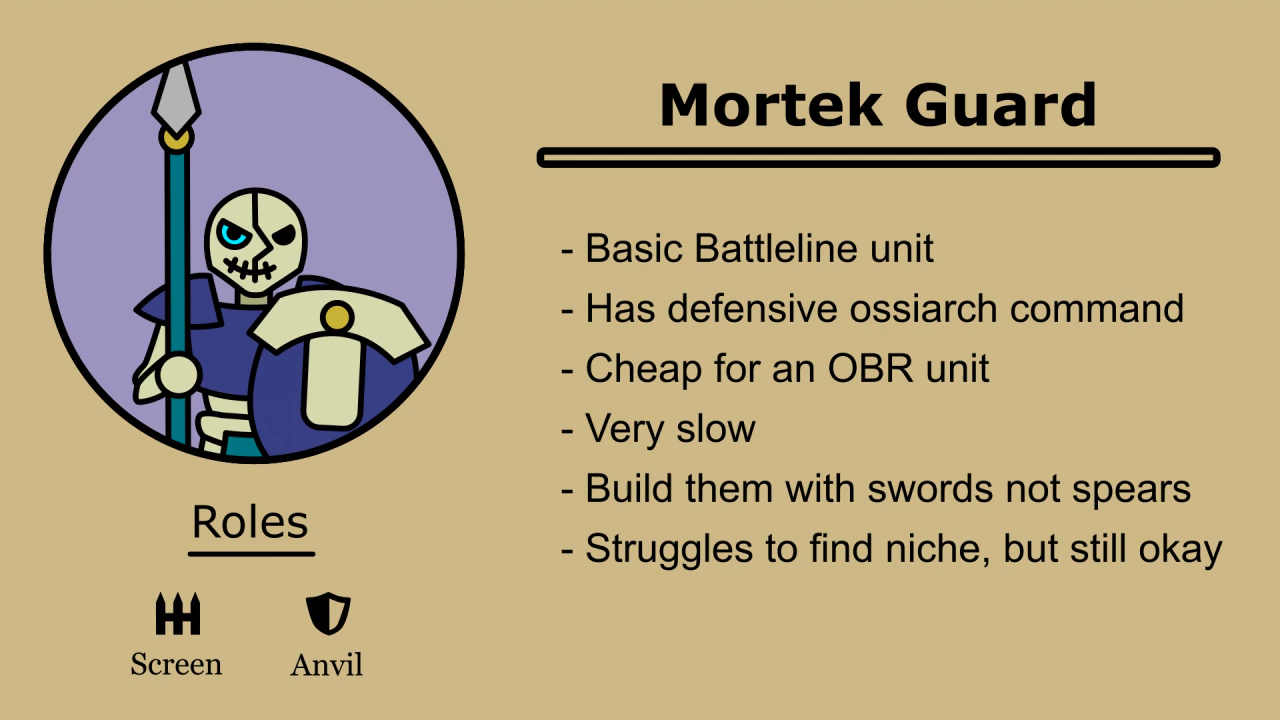 Mortek Guard
- Basic Battleline unit
- Has defensive ossiarch command
- Cheap for an OBR unit
- Very slow
- Build them with swords not spears
- Struggles to find niche, but still okay
Roles
Screen
Anvil